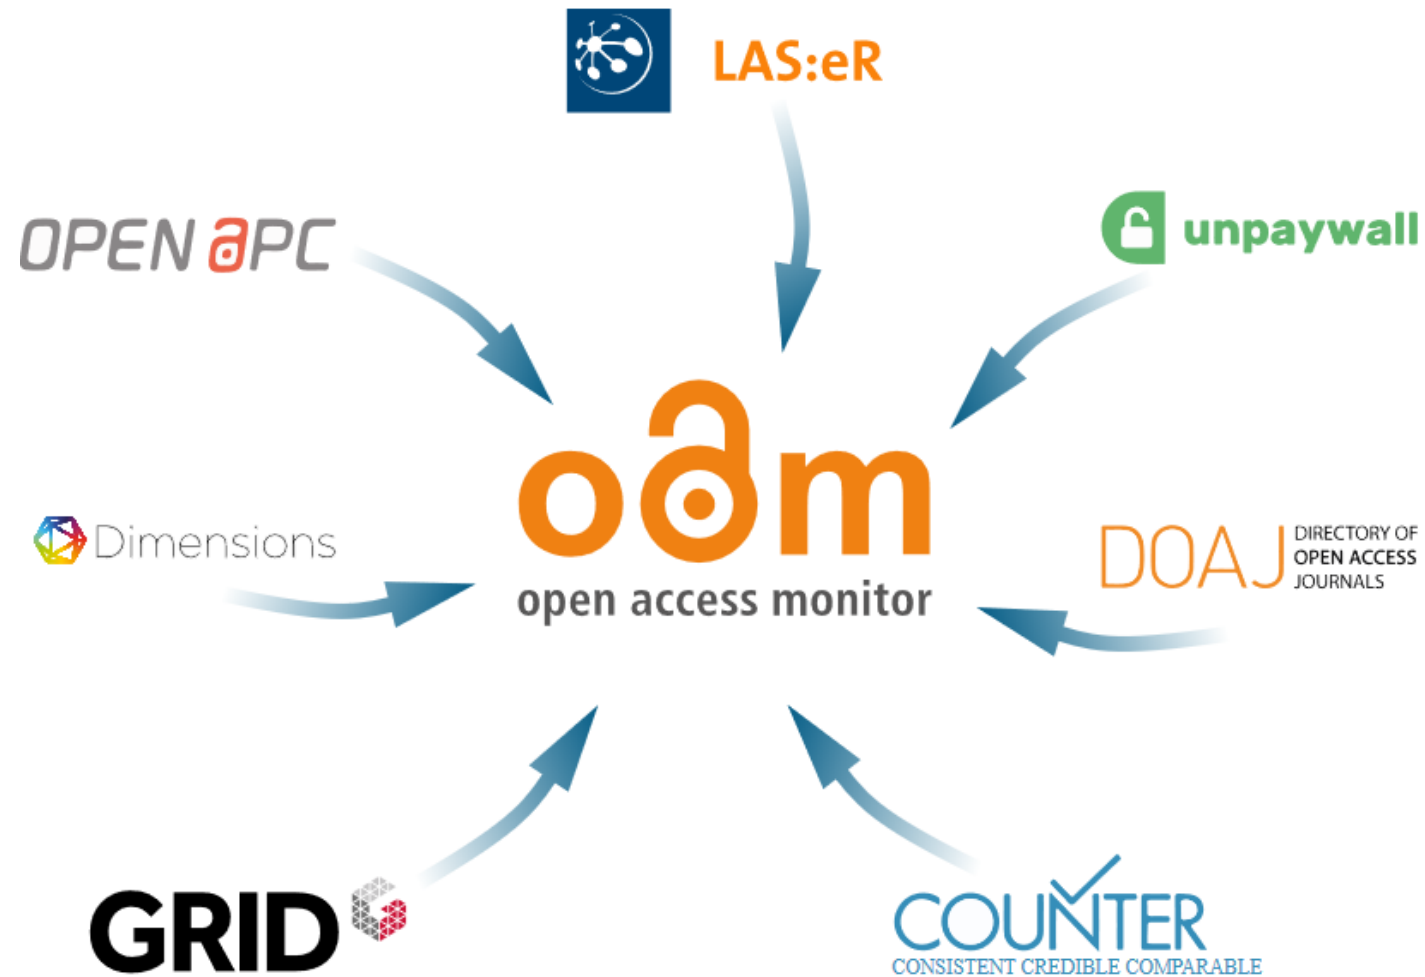 LAS:eR
OPEN aPC
unpaywall
oam
open access monitor
Dimensions
DOAJ
DIRECTORY OF
OPEN ACCESS
JOURNALS
GRID
COUNTER
CONSISTENT CREDIBLE COMPARABLE